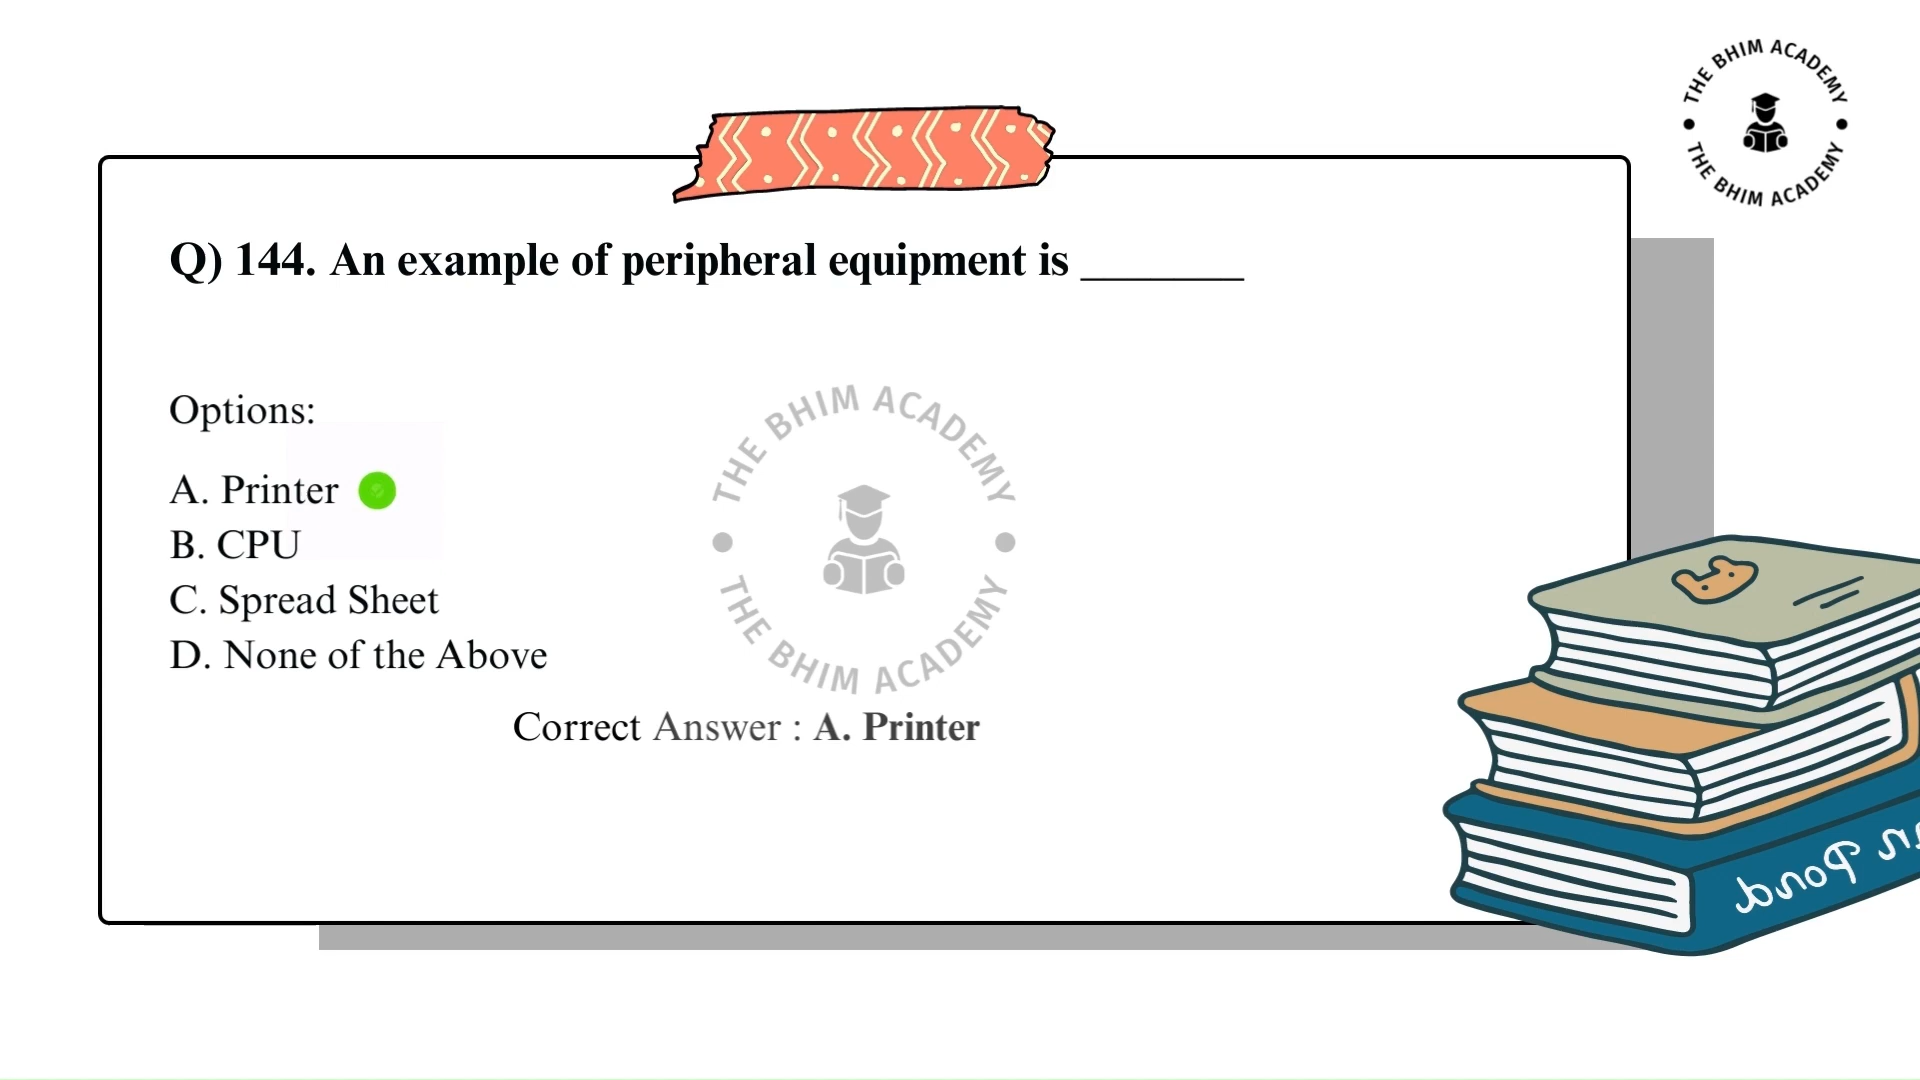 THE BHIM ACADEMY
THE BHIM ACADEMY
Q) 144. An example of peripheral equipment is ________
Options:
A. Printer
B. CPU
C. Spread Sheet
D. None of the Above
THE BHIM ACADEMY
THE BHIM ACADEMY
Correct Answer : A. Printer
n Pond